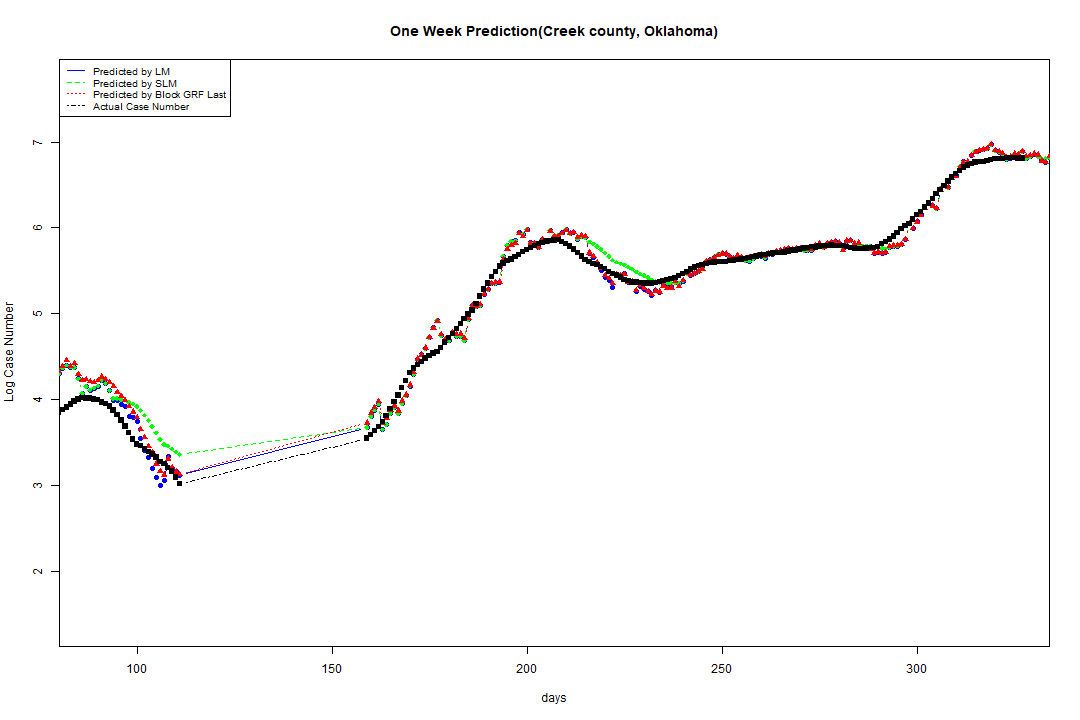 One Week Prediction(Creek county, Oklahoma)
Predicted by LM
Predicted by SLM
Predicted by Block GRF Last
Actual Case Number
7
6
5
4
3
2
Log Case Number
100 150 200 250 300
days